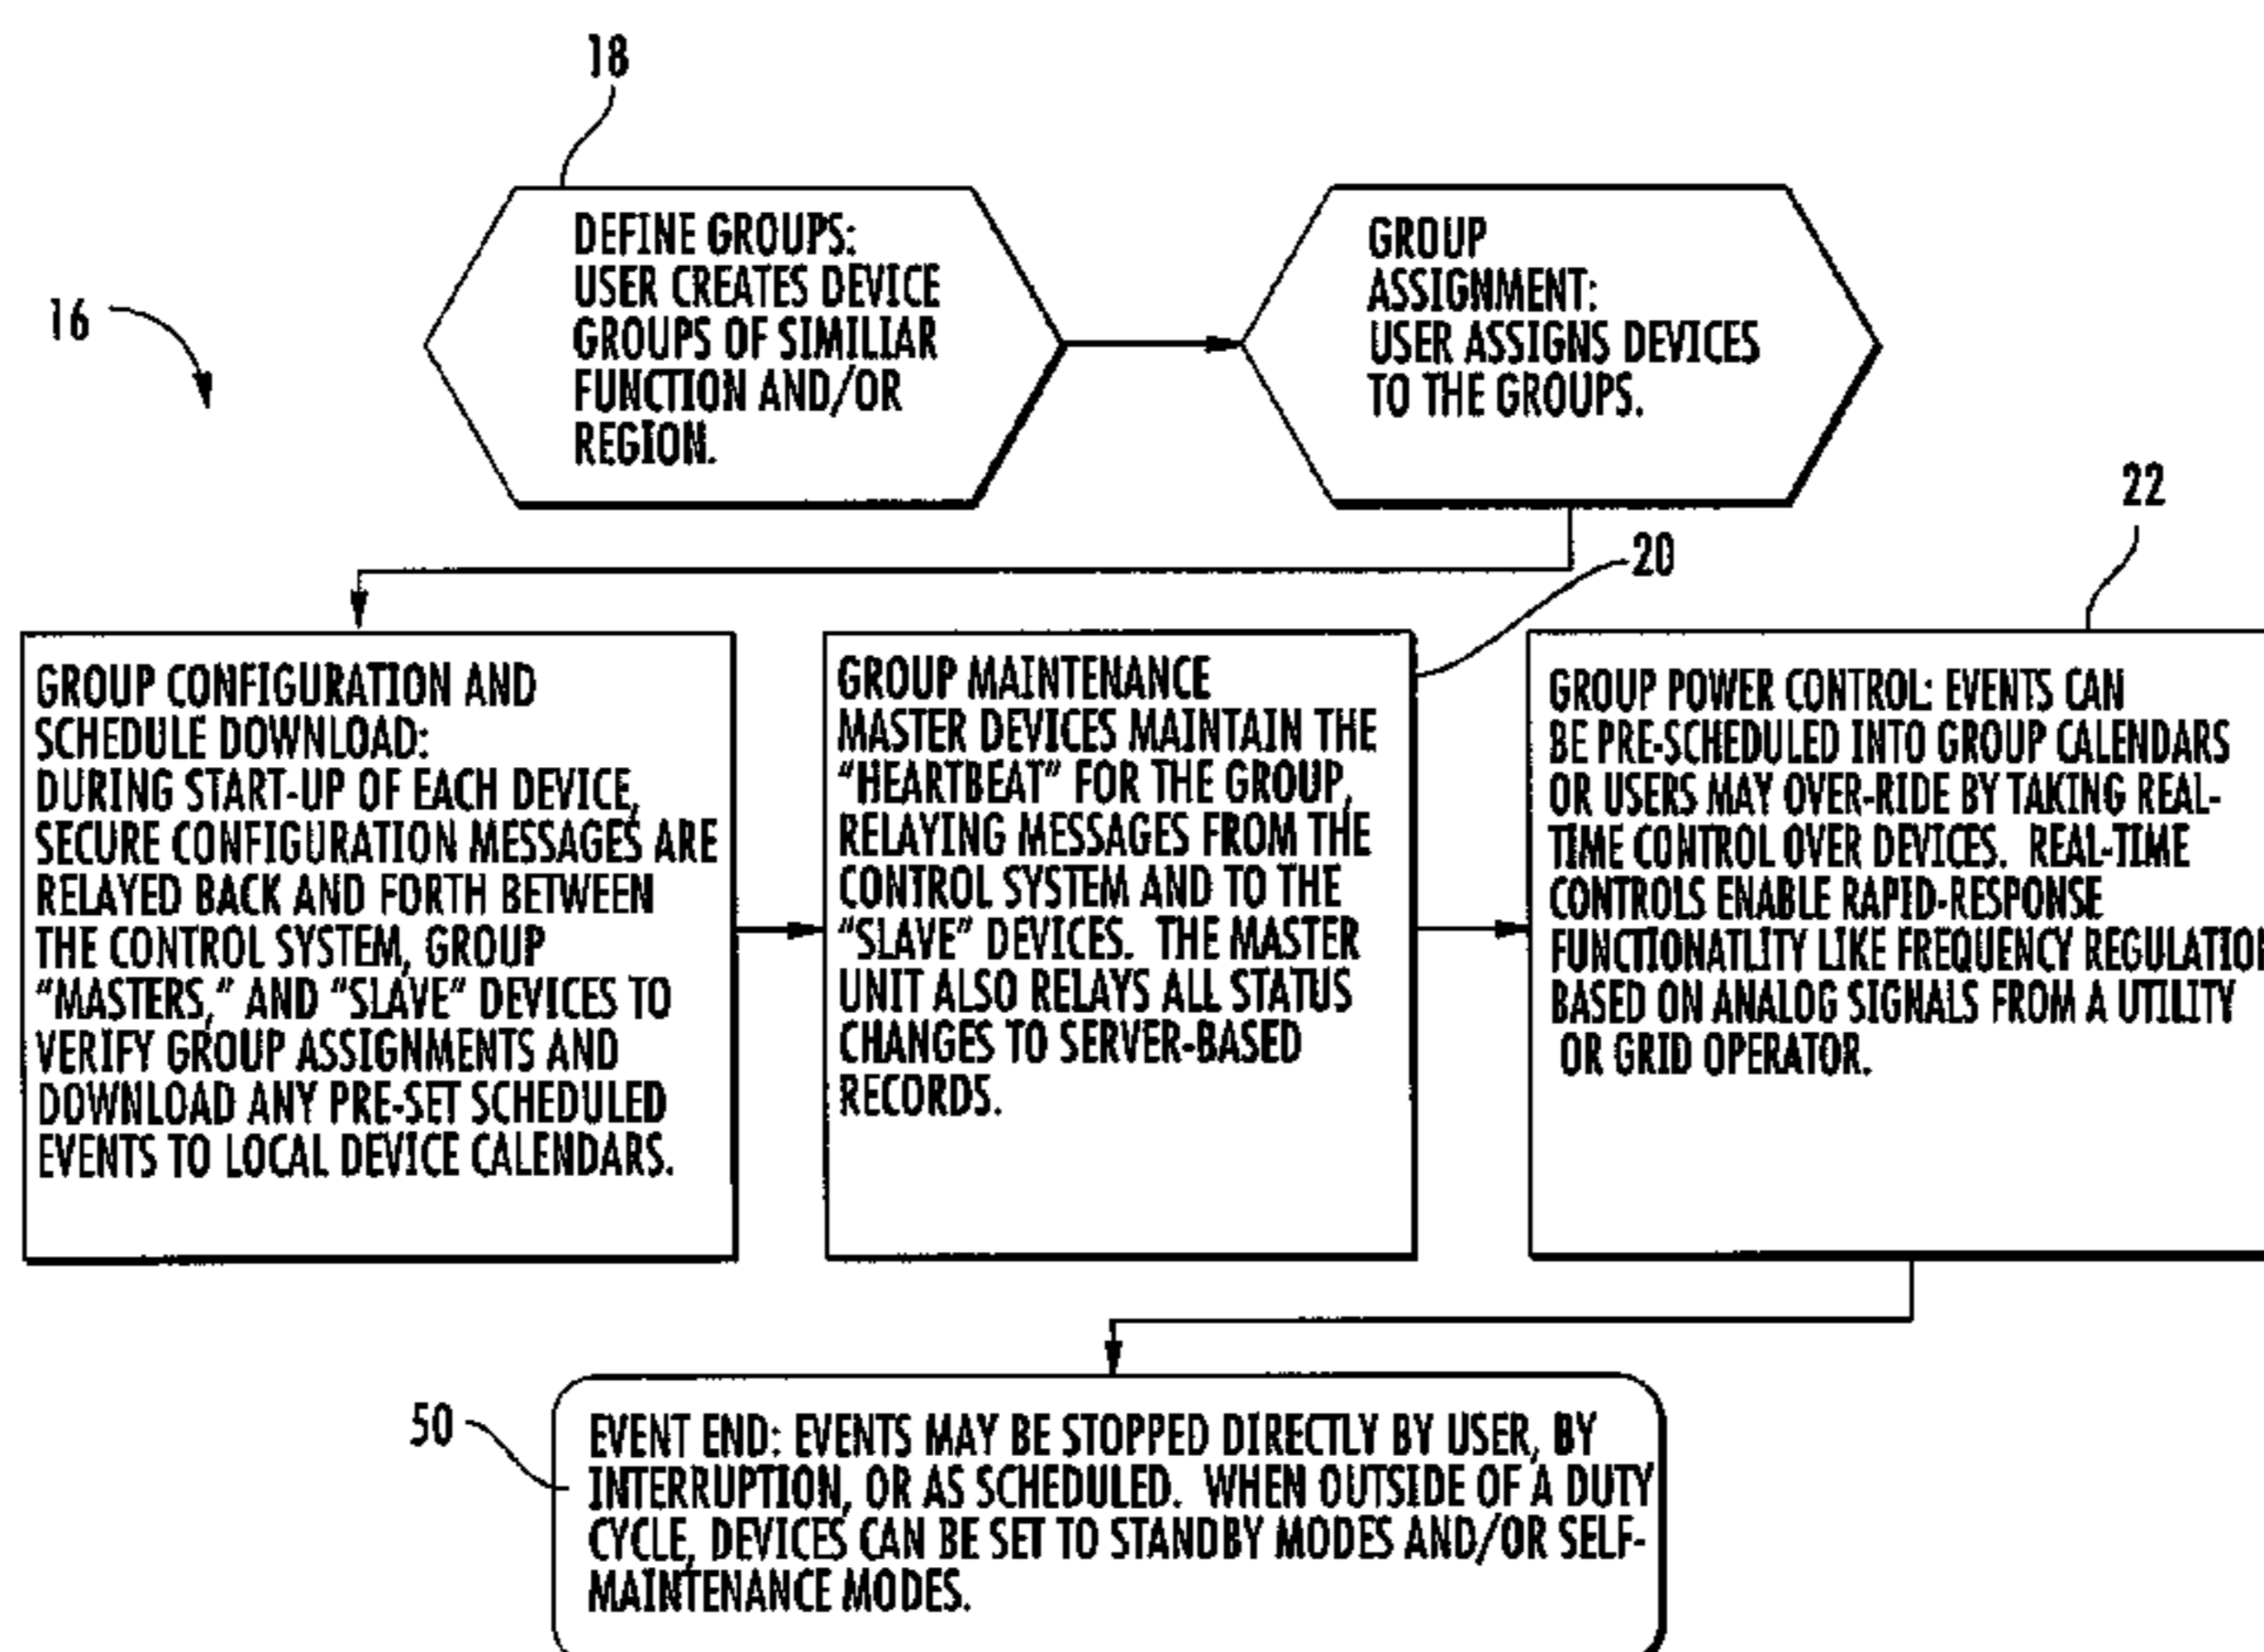 18
DEFINE GROUPS:
USER CREATES DEVICE
GROUPS OF SIMILIAR
FUNCTION AND/OR
REGION.
GROUP
ASSIGNMENT:
USER ASSIGNS DEVICES
TO THE GROUPS.
16
22
20
GROUP CONFIGURATION AND
SCHEDULE DOWNLOAD:
DURING START-UP OF EACH DEVICE,
SECURE CONFIGURATION MESSAGES ARE
RELAYED BACK AND FORTH BETWEEN
THE CONTROL SYSTEM, GROUP
"MASTERS," AND "SLAVE" DEVICES TO
VERIFY GROUP ASSIGNMENTS AND
DOWNLOAD ANY PRE-SET SCHEDULED
EVENTS TO LOCAL DEVICE CALENDARS.
GROUP MAINTENANCE
MASTER DEVICES MAINTAIN THE
"HEARTBEAT" FOR THE GROUP,
RELAYING MESSAGES FROM THE
CONTROL SYSTEM AND TO THE
"SLAVE" DEVICES. THE MASTER
UNIT ALSO RELAYS ALL STATUS
CHANGES TO SERVER-BASED
RECORDS.
GROUP POWER CONTROL: EVENTS CAN
BE PRE-SCHEDULED INTO GROUP CALENDARS
OR USERS MAY OVER-RIDE BY TAKING REAL-
TIME CONTROL OVER DEVICES. REAL-TIME
CONTROLS ENABLE RAPID-RESPONSE
FUNCTIONATLITY LIKE FREQUENCY REGULATION
BASED ON ANALOG SIGNALS FROM A UTILITY
OR GRID OPERATOR.
50
EVENT END: EVENTS MAY BE STOPPED DIRECTLY BY USER, BY
INTERRUPTION, OR AS SCHEDULED. WHEN OUTSIDE OF A DUTY
CYCLE, DEVICES CAN BE SET TO STANDBY MODES AND/OR SELF-
MAINTENANCE MODES.